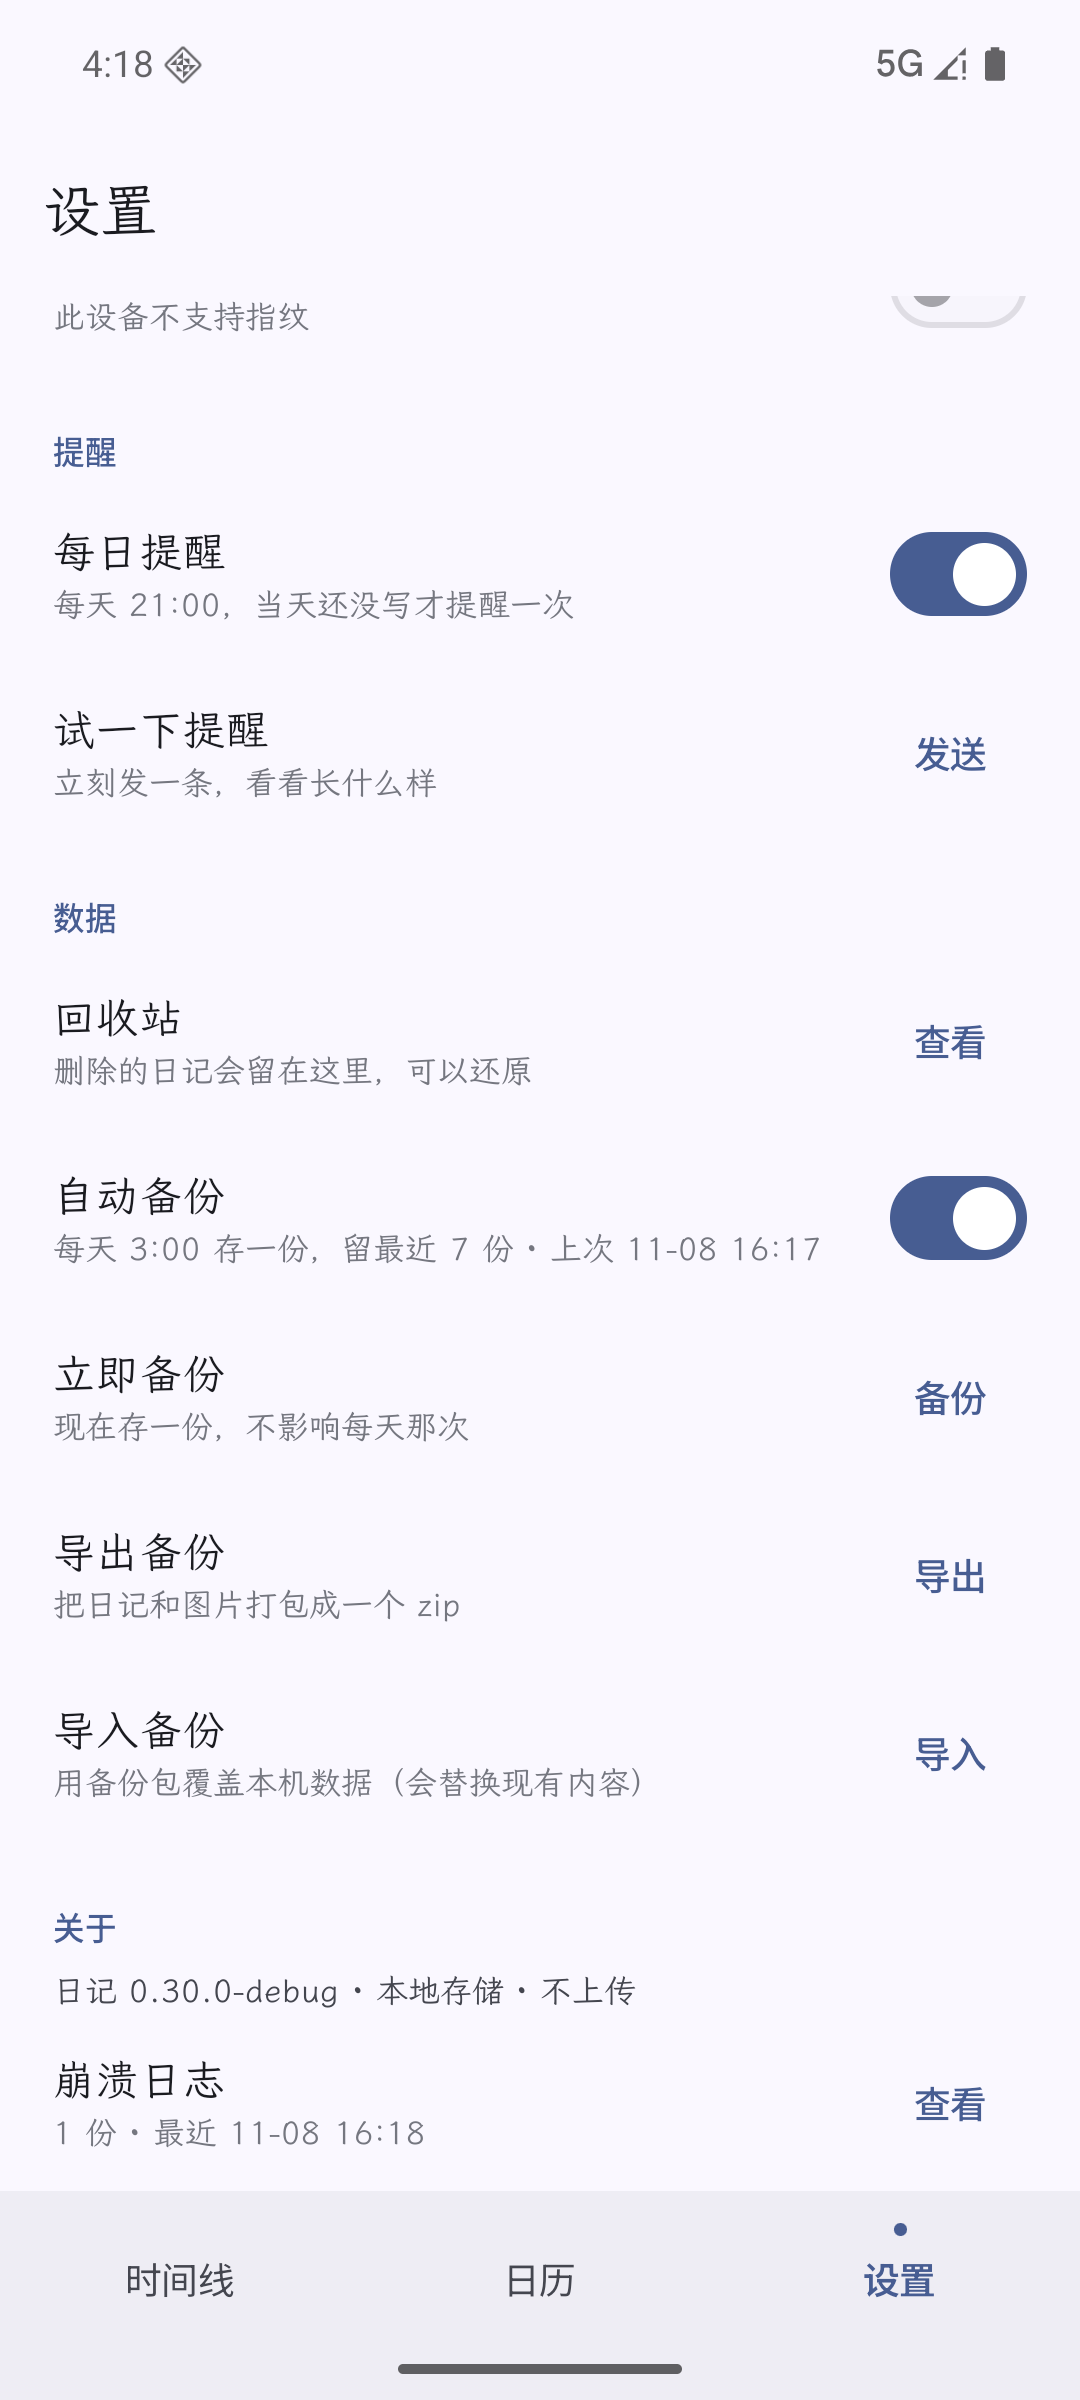 4:18
5G
设置
此设备不支持指纹
提醒
每日提醒
每天 21:00，当天还没写才提醒一次
试一下提醒
立刻发一条，看看长什么样
发送
数据
回收站
删除的日记会留在这里，可以还原
查看
自动备份
每天 3:00 存一份，留最近 7 份 · 上次 11-08 16:17
立即备份
现在存一份，不影响每天那次
备份
导出备份
把日记和图片打包成一个 zip
导出
导入备份
用备份包覆盖本机数据（会替换现有内容）
导入
关于
日记 0.30.0-debug · 本地存储 · 不上传
崩溃日志
1 份 · 最近 11-08 16:18
查看
时间线
日历
设置